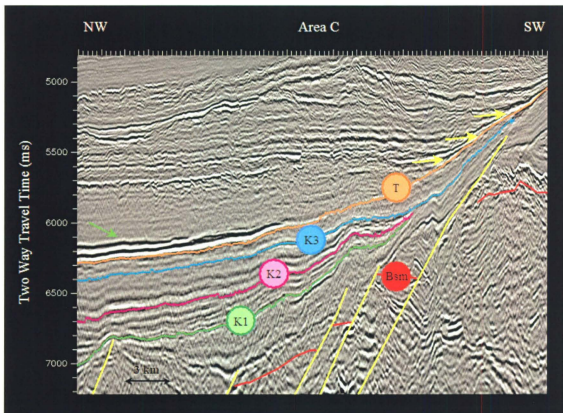 NW Area C SW
Two Way Travel Time (ms)
5000
5500
6000
6500
7000
T
K3
K2
K1
Bsm
3 km